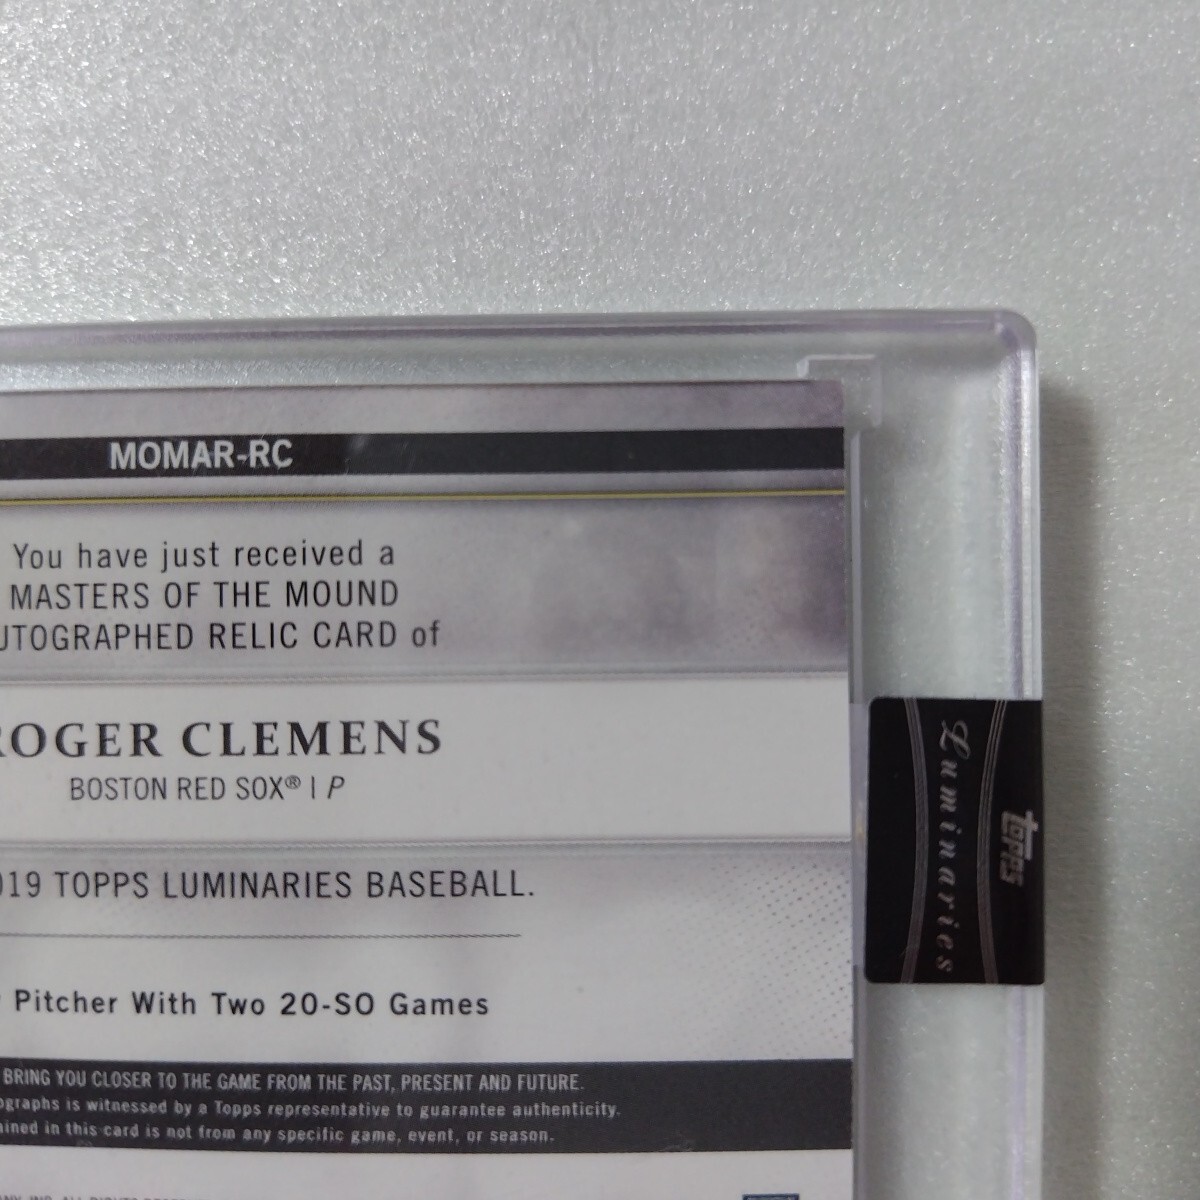 MOMAR-RC
You have just received a
MASTERS OF THE MOUND
UTOGRAPHED RELIC CARD of
ROGER CLEMENS
BOSTON RED SOX® | P
019 TOPPS LUMINARIES BASEBALL.
Pitcher With Two 20-SO Games
BRING YOU CLOSER TO THE GAME FROM THE PAST, PRESENT AND FUTURE.
ographs is witnessed by a Topps representative to guarantee authenticity.
ained in this card is not from any specific game, event, or season.
Luminaries
topps